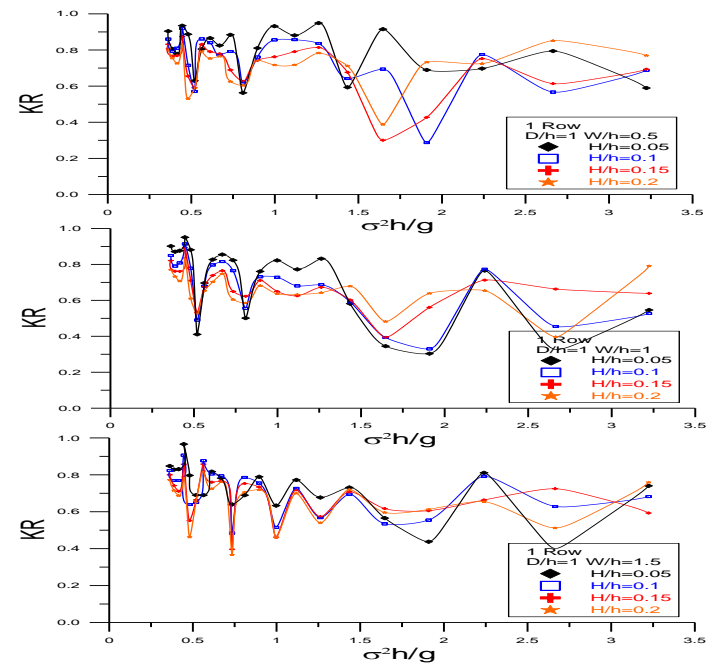 1.0
0.8
0.6
0.4
0.2
0.0
KR
1 Row
D/h=1 W/h=0.5
H/h=0.05
H/h=0.1
H/h=0.15
H/h=0.2
0 0.5 1 1.5 2 2.5 3 3.5
σ²h/g
1.0
0.8
0.6
0.4
0.2
0.0
KR
1 Row
D/h=1 W/h=1
H/h=0.05
H/h=0.1
H/h=0.15
H/h=0.2
0 0.5 1 1.5 2 2.5 3 3.5
σ²h/g
1.0
0.8
0.6
0.4
0.2
0.0
KR
1 Row
D/h=1 W/h=1.5
H/h=0.05
H/h=0.1
H/h=0.15
H/h=0.2
0 0.5 1 1.5 2 2.5 3 3.5
σ²h/g